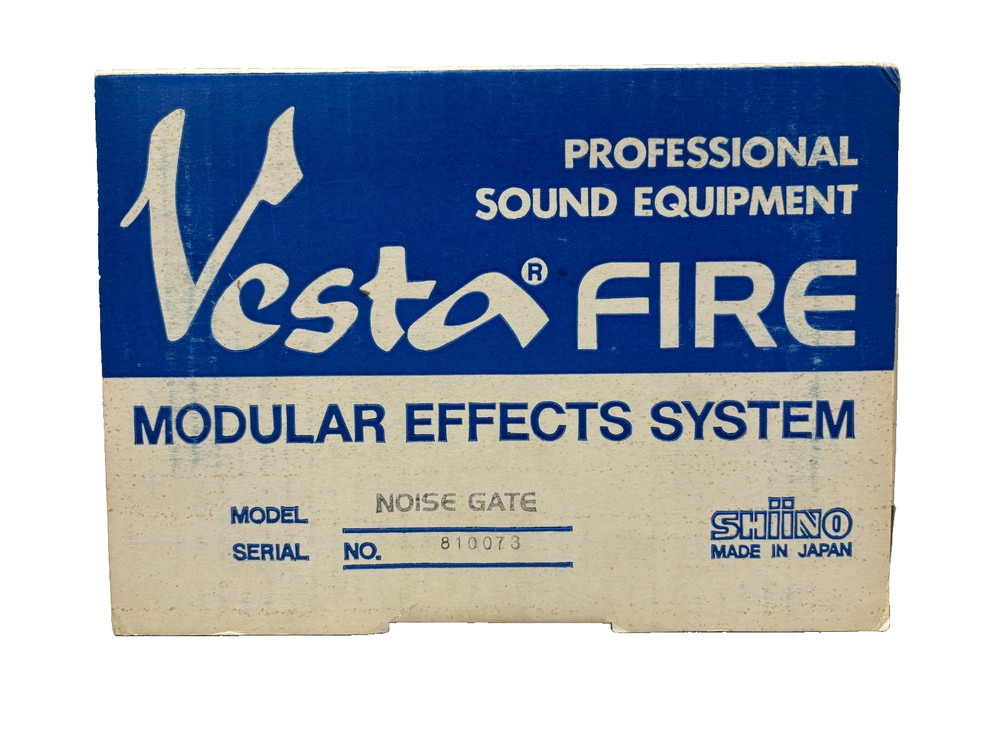 PROFESSIONAL
SOUND EQUIPMENT
Vesta® FIRE
MODULAR EFFECTS SYSTEM
MODEL NOISE GATE
SERIAL NO. 810073
SHiiNO
MADE IN JAPAN